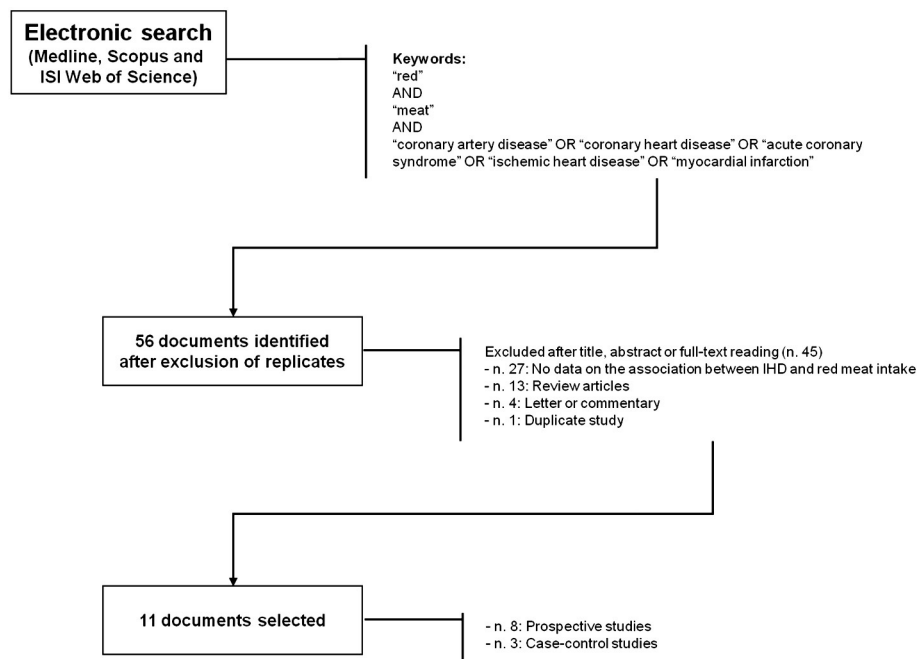 Electronic search
(Medline, Scopus and
ISI Web of Science)
Keywords:
“red”
AND
“meat”
AND
“coronary artery disease” OR “coronary heart disease” OR “acute coronary
syndrome” OR “ischemic heart disease” OR “myocardial infarction”
56 documents identified
after exclusion of replicates
Excluded after title, abstract or full-text reading (n. 45)
- n. 27: No data on the association between IHD and red meat intake
- n. 13: Review articles
- n. 4: Letter or commentary
- n. 1: Duplicate study
11 documents selected
- n. 8: Prospective studies
- n. 3: Case-control studies